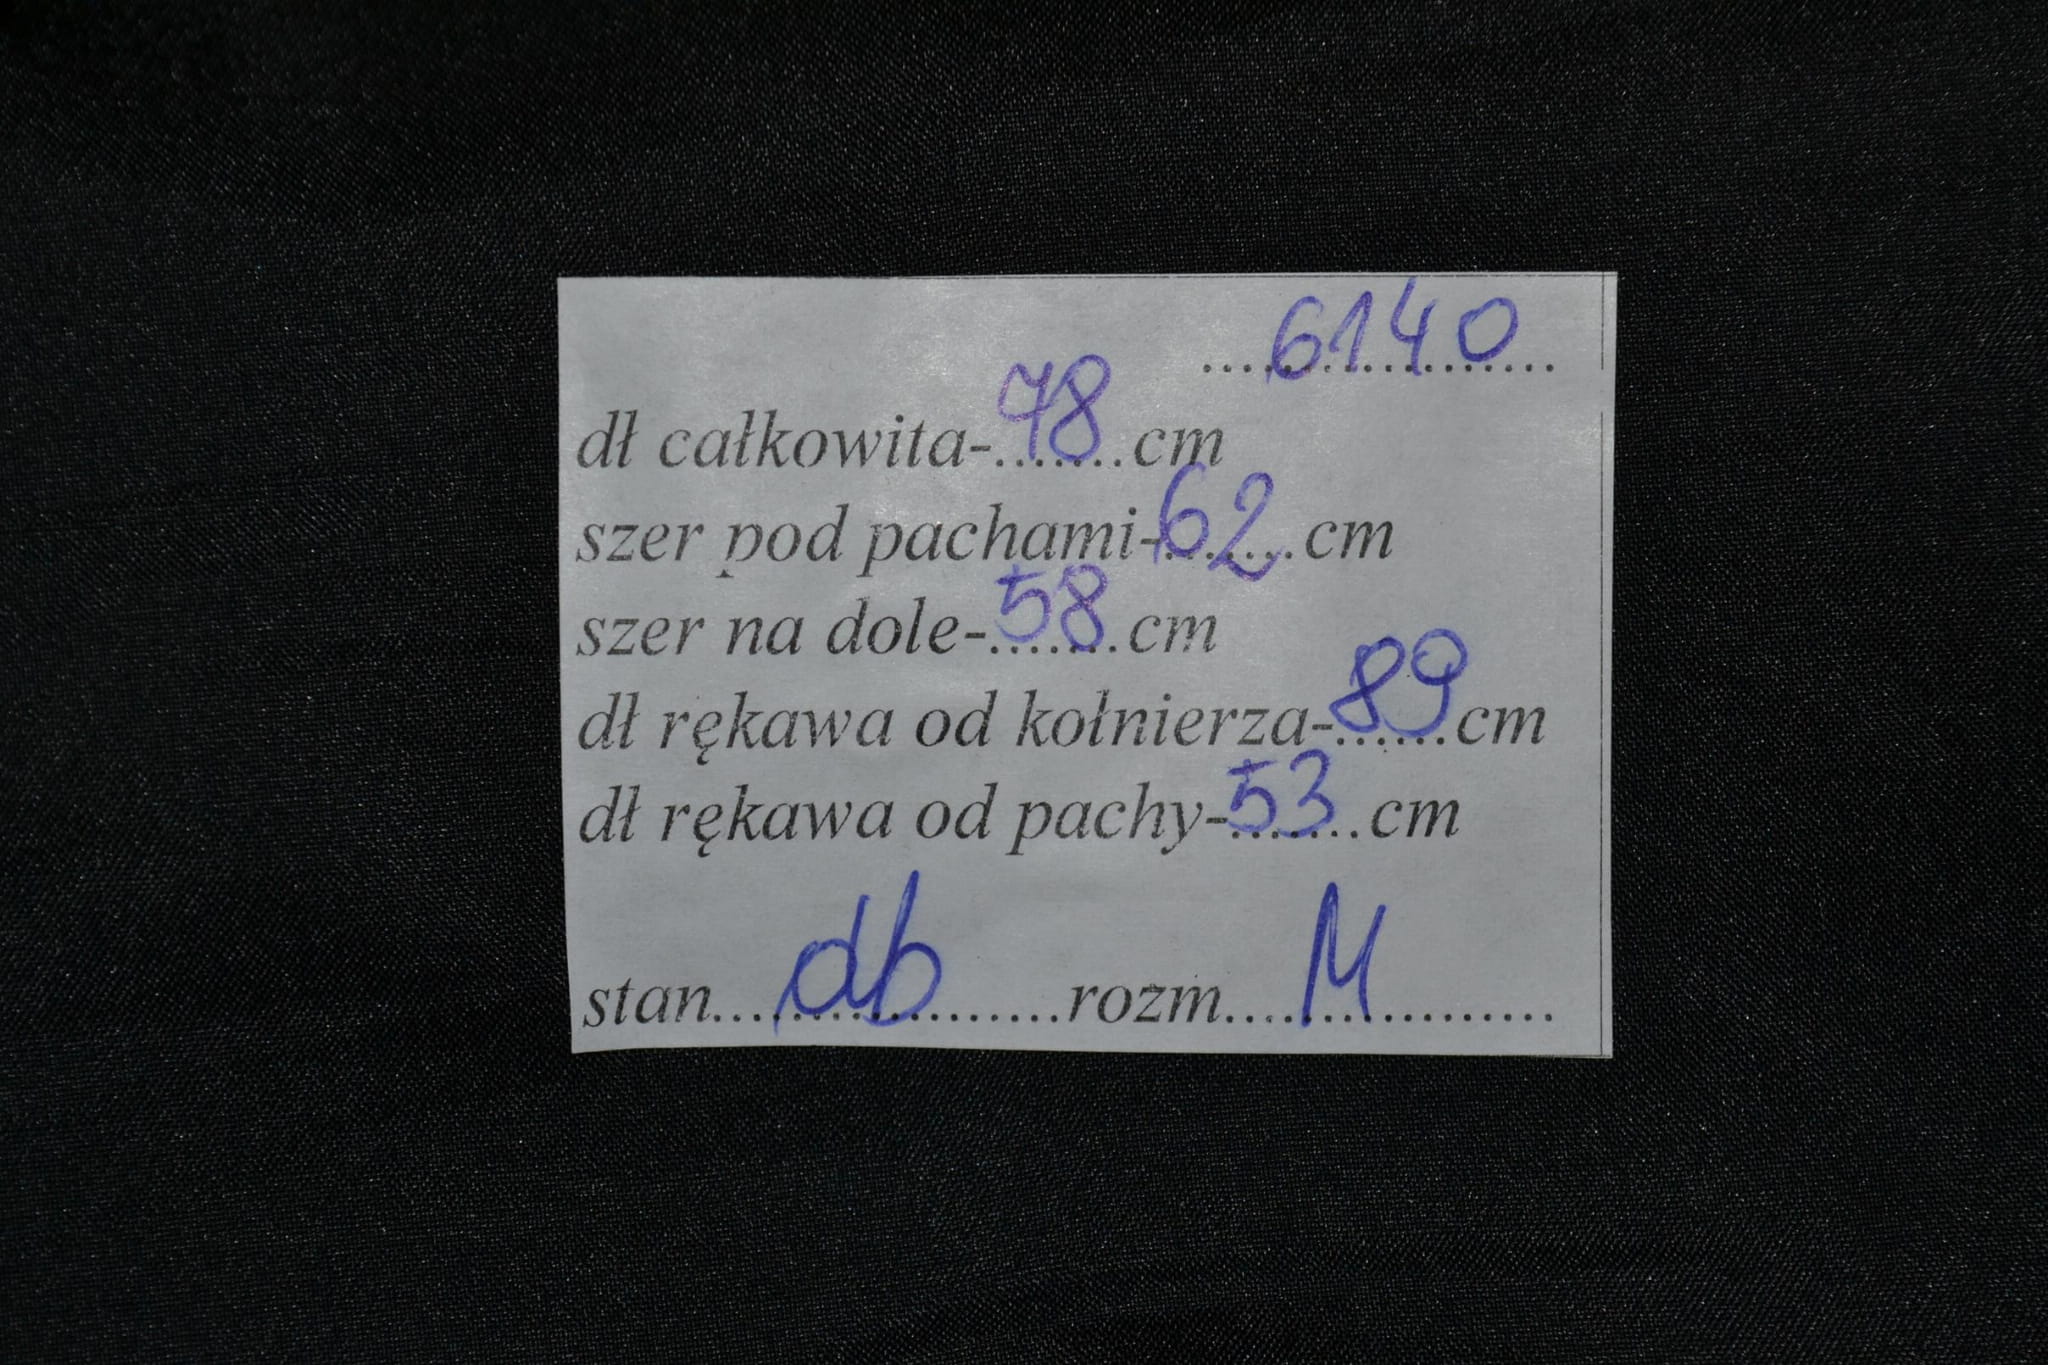 6140
dł całkowita-78cm
szer pod pachami-62cm
szer na dole-58cm
dł rękawa od kołnierza-89cm
dł rękawa od pachy-53cm
stan db rozm M